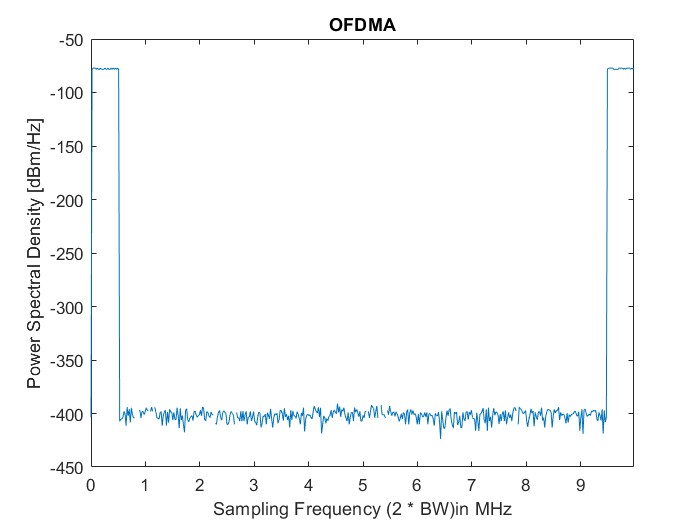 OFDMA
Power Spectral Density [dBm/Hz]
-50
-100
-150
-200
-250
-300
-350
-400
-450
0 1 2 3 4 5 6 7 8 9
Sampling Frequency (2 * BW)in MHz